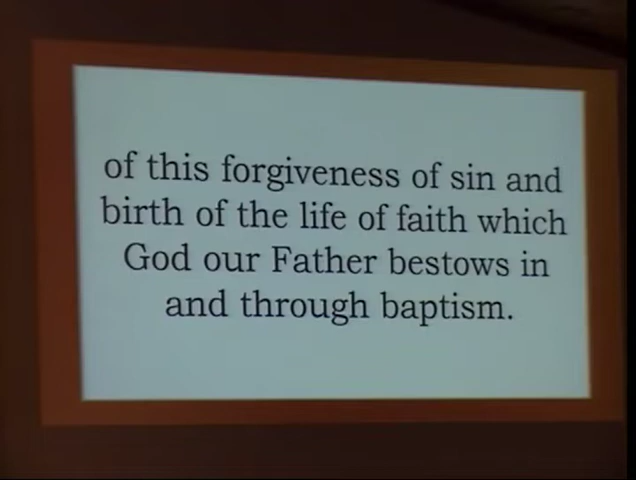 of this forgiveness of sin and
birth of the life of faith which
God our Father bestows in
and through baptism.